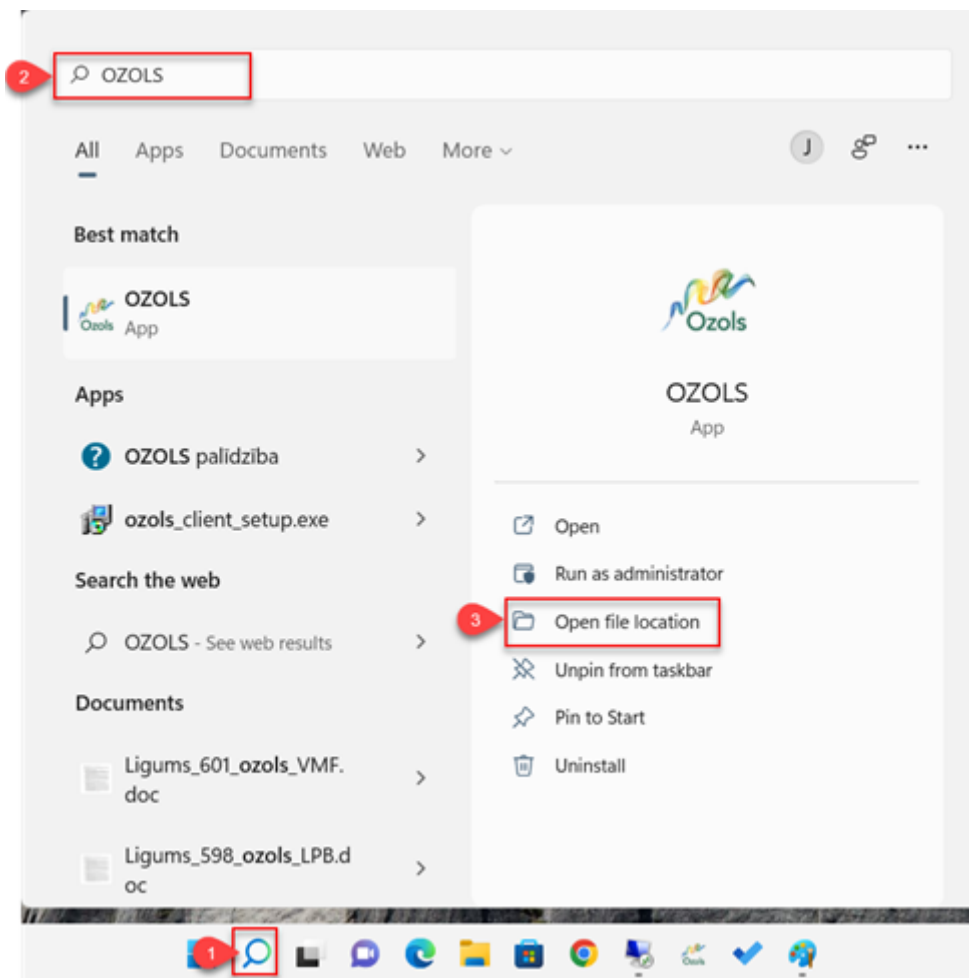 2
OZOLS
All Apps Documents Web More
J
...
Best match
OZOLS
Ozols App
Apps
OZOLS palīdzība
ozols_client_setup.exe
Search the web
OZOLS - See web results
Documents
Ligums_601_ozols_VMF.
doc
Ligums_598_ozols_LPB.d
oc
Ozols
OZOLS
App
Open
Run as administrator
3 Open file location
Unpin from taskbar
Pin to Start
Uninstall
1